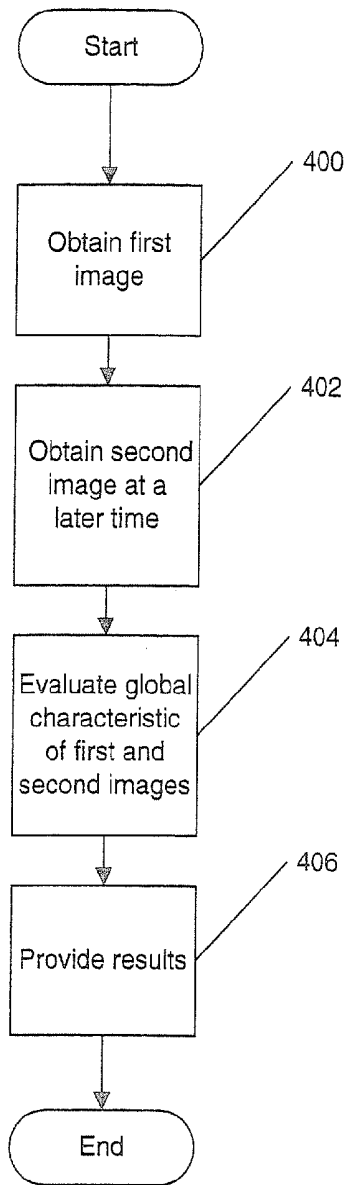 Start
400
Obtain first
image
402
Obtain second
image at a
later time
404
Evaluate global
characteristic
of first and
second images
406
Provide results
End